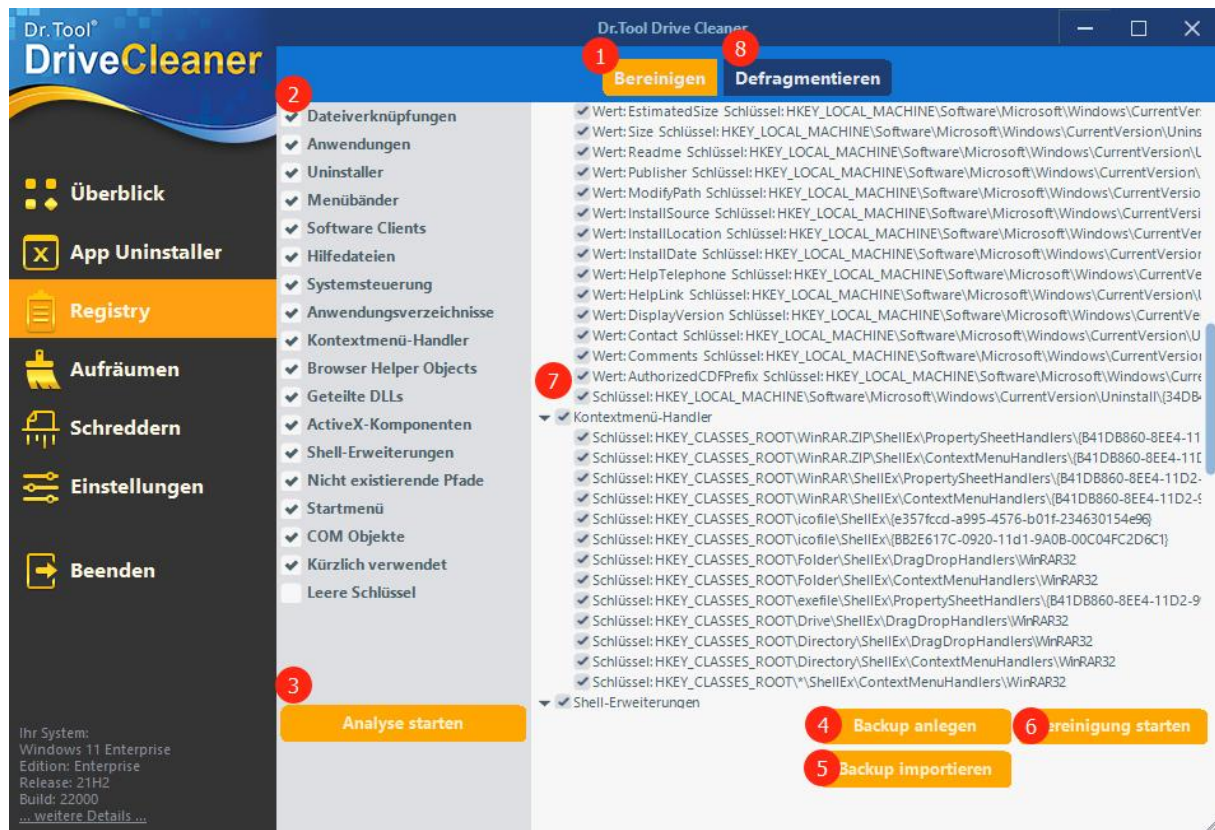 Dr.Tool®
DriveCleaner
Dr.Tool Drive Cleaner
1
Bereinigen
8
Defragmentieren
Überblick
App Uninstaller
Registry
Aufräumen
Schreddern
Einstellungen
Beenden
Ihr System:
Windows 11 Enterprise
Edition: Enterprise
Release: 21H2
Build: 22000
... weitere Details ...
2
Dateiverknüpfungen
Anwendungen
Uninstaller
Menübänder
Software Clients
Hilfedateien
Systemsteuerung
Anwendungsverzeichnisse
Kontextmenü-Handler
Browser Helper Objects
Geteilte DLLs
ActiveX-Komponenten
Shell-Erweiterungen
Nicht existierende Pfade
Startmenü
COM Objekte
Kürzlich verwendet
Leere Schlüssel
3
Analyse starten
Wert: EstimatedSize Schlüssel: HKEY_LOCAL_MACHINE\Software\Microsoft\Windows\CurrentVer
Wert: Size Schlüssel: HKEY_LOCAL_MACHINE\Software\Microsoft\Windows\CurrentVersion\Unins
Wert: Readme Schlüssel: HKEY_LOCAL_MACHINE\Software\Microsoft\Windows\CurrentVersion\U
Wert: Publisher Schlüssel: HKEY_LOCAL_MACHINE\Software\Microsoft\Windows\CurrentVersion\
Wert: ModifyPath Schlüssel: HKEY_LOCAL_MACHINE\Software\Microsoft\Windows\CurrentVersio
Wert: InstallSource Schlüssel: HKEY_LOCAL_MACHINE\Software\Microsoft\Windows\CurrentVersi
Wert: InstallLocation Schlüssel: HKEY_LOCAL_MACHINE\Software\Microsoft\Windows\CurrentVer
Wert: InstallDate Schlüssel: HKEY_LOCAL_MACHINE\Software\Microsoft\Windows\CurrentVersi
Wert: HelpTelephone Schlüssel: HKEY_LOCAL_MACHINE\Software\Microsoft\Windows\CurrentVe
Wert: HelpLink Schlüssel: HKEY_LOCAL_MACHINE\Software\Microsoft\Windows\CurrentVersion\U
Wert: DisplayVersion Schlüssel: HKEY_LOCAL_MACHINE\Software\Microsoft\Windows\CurrentVe
Wert: Contact Schlüssel: HKEY_LOCAL_MACHINE\Software\Microsoft\Windows\CurrentVersion\U
Wert: Comments Schlüssel: HKEY_LOCAL_MACHINE\Software\Microsoft\Windows\CurrentVersion
7
Wert: AuthorizedCDFPrefix Schlüssel: HKEY_LOCAL_MACHINE\Software\Microsoft\Windows\Curre
Schlüssel: HKEY_LOCAL_MACHINE\Software\Microsoft\Windows\CurrentVersion\Uninstall\{34DB
Kontextmenü-Handler
Schlüssel: HKEY_CLASSES_ROOT\WinRAR.ZIP\ShellEx\PropertySheetHandlers\{B41DB860-8EE4-11
Schlüssel: HKEY_CLASSES_ROOT\WinRAR.ZIP\ShellEx\ContextMenuHandlers\{B41DB860-8EE4-11D
Schlüssel: HKEY_CLASSES_ROOT\WinRAR\ShellEx\PropertySheetHandlers\{B41DB860-8EE4-11D2-
Schlüssel: HKEY_CLASSES_ROOT\WinRAR\ShellEx\ContextMenuHandlers\{B41DB860-8EE4-11D2-9
Schlüssel: HKEY_CLASSES_ROOT\icofile\ShellEx\{e357fccd-a995-4576-b01f-234630154e96}
Schlüssel: HKEY_CLASSES_ROOT\icofile\ShellEx\{BB2E617C-0920-11d1-9A0B-00C04FC2D6C1}
Schlüssel: HKEY_CLASSES_ROOT\Folder\ShellEx\DragDropHandlers\WinRAR32
Schlüssel: HKEY_CLASSES_ROOT\Folder\ShellEx\ContextMenuHandlers\WinRAR32
Schlüssel: HKEY_CLASSES_ROOT\exefile\ShellEx\PropertySheetHandlers\{B41DB860-8EE4-11D2-9
Schlüssel: HKEY_CLASSES_ROOT\Drive\ShellEx\DragDropHandlers\WinRAR32
Schlüssel: HKEY_CLASSES_ROOT\Directory\ShellEx\DragDropHandlers\WinRAR32
Schlüssel: HKEY_CLASSES_ROOT\Directory\ShellEx\ContextMenuHandlers\WinRAR32
Schlüssel: HKEY_CLASSES_ROOT\*\ShellEx\ContextMenuHandlers\WinRAR32
Shell-Erweiterungen
4
Backup anlegen
6
ereinigung starten
5
Backup importieren